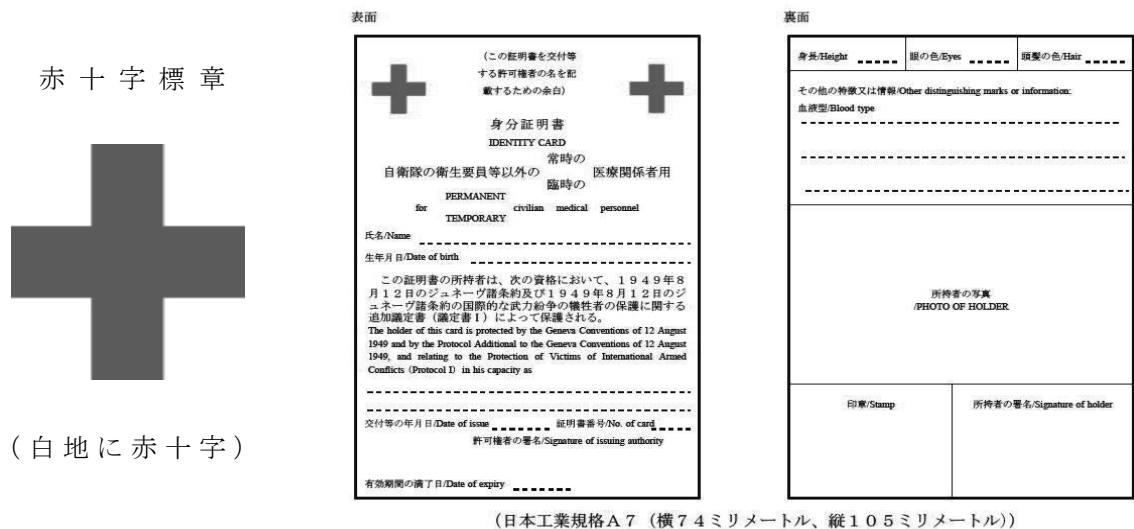 赤十字標章
(白地に赤十字)
表面
(この証明書を交付等
する許可権者の名を記
載するための余白)
身分証明書
IDENTITY CARD
常時の
自衛隊の衛生要員等以外の 医療関係者用
臨時の
PERMANENT
for civilian medical personnel
TEMPORARY
氏名/Name
生年月日/Date of birth
この証明書の所持者は、次の資格において、1949年8
月12日のジュネーヴ諸条約及び1949年8月12日のジ
ュネーヴ諸条約の国際的な武力紛争の犠牲者の保護に関する
追加議定書(議定書Ⅰ)によって保護される。
The holder of this card is protected by the Geneva Conventions of 12 August
1949 and by the Protocol Additional to the Geneva Conventions of 12 August
1949, and relating to the Protection of Victims of International Armed
Conflicts (Protocol I) in his capacity as
交付等の年月日/Date of issue 証明書番号/No. of card
許可権者の署名/Signature of issuing authority
有効期間の満了日/Date of expiry
裏面
身長/Height 眼の色/Eyes 頭髪の色/Hair
その他の特徴又は情報/Other distinguishing marks or information:
血液型/Blood type
所持者の写真
/PHOTO OF HOLDER
印章/Stamp 所持者の署名/Signature of holder
(日本工業規格A7(横74ミリメートル、縦105ミリメートル))